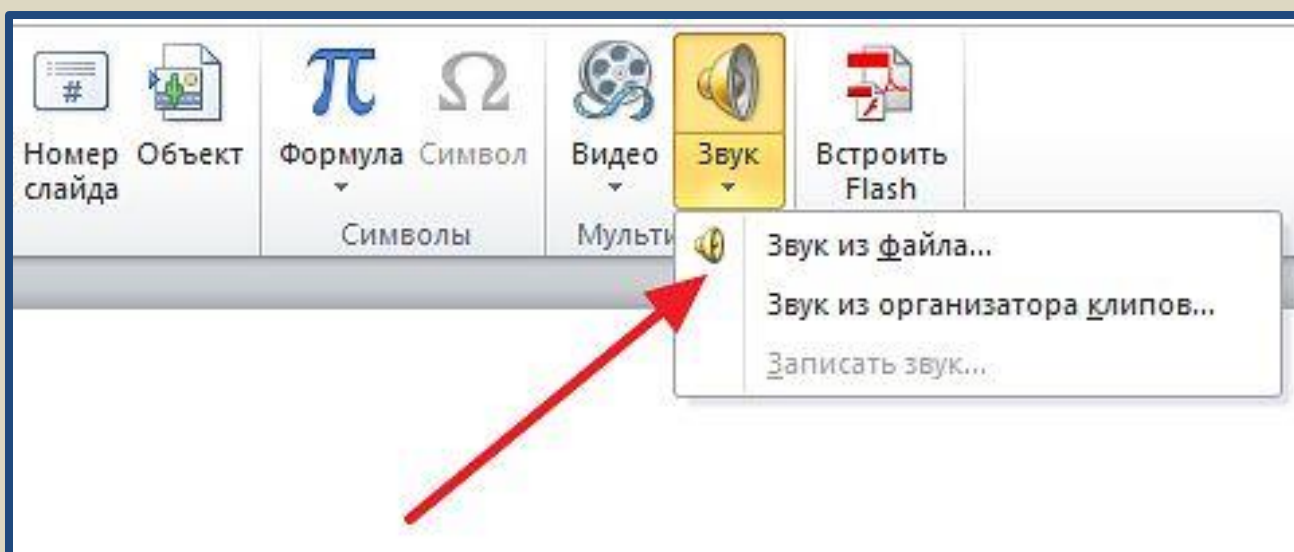 #
π
Ω
Номер слайда
Объект
Формула
Символ
Видео
Звук
Встроить Flash
Символы
Мульти
Звук из файла...
Звук из организатора клипов...
Записать звук...